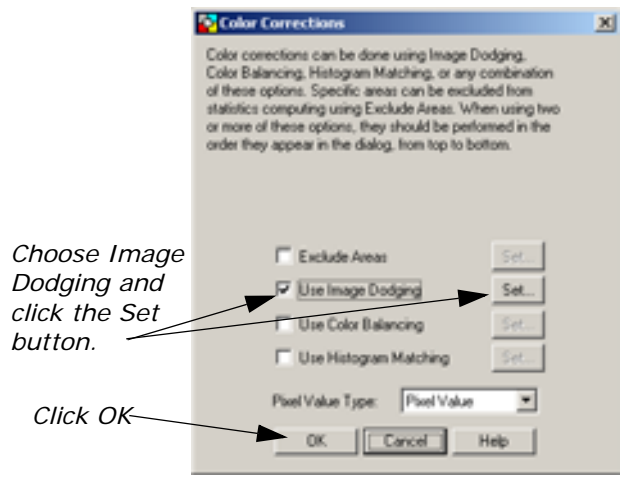 Color Corrections
Color corrections can be done using Image Dodging,
Color Balancing, Histogram Matching, or any combination
of these options. Specific areas can be excluded from
statistics computing using Exclude Areas. When using two
or more of these options, they should be performed in the
order they appear in the dialog, from top to bottom.
Choose Image
Dodging and
click the Set
button.
Exclude Areas Set...
Use Image Dodging Set...
Use Color Balancing Set...
Use Histogram Matching Set...
Pixel Value Type: Pixel Value
Click OK
OK Cancel Help